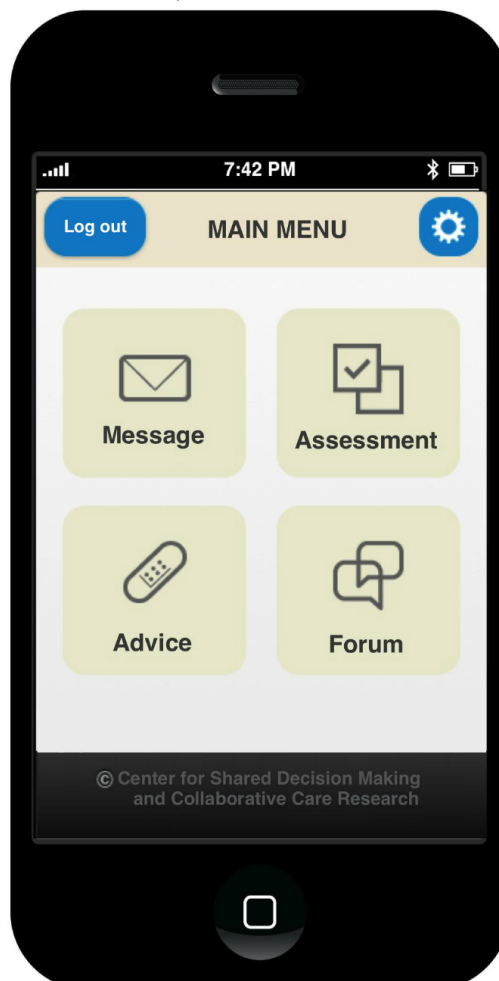 7:42 PM
Log out
MAIN MENU
Message
Assessment
Advice
Forum
© Center for Shared Decision Making
and Collaborative Care Research